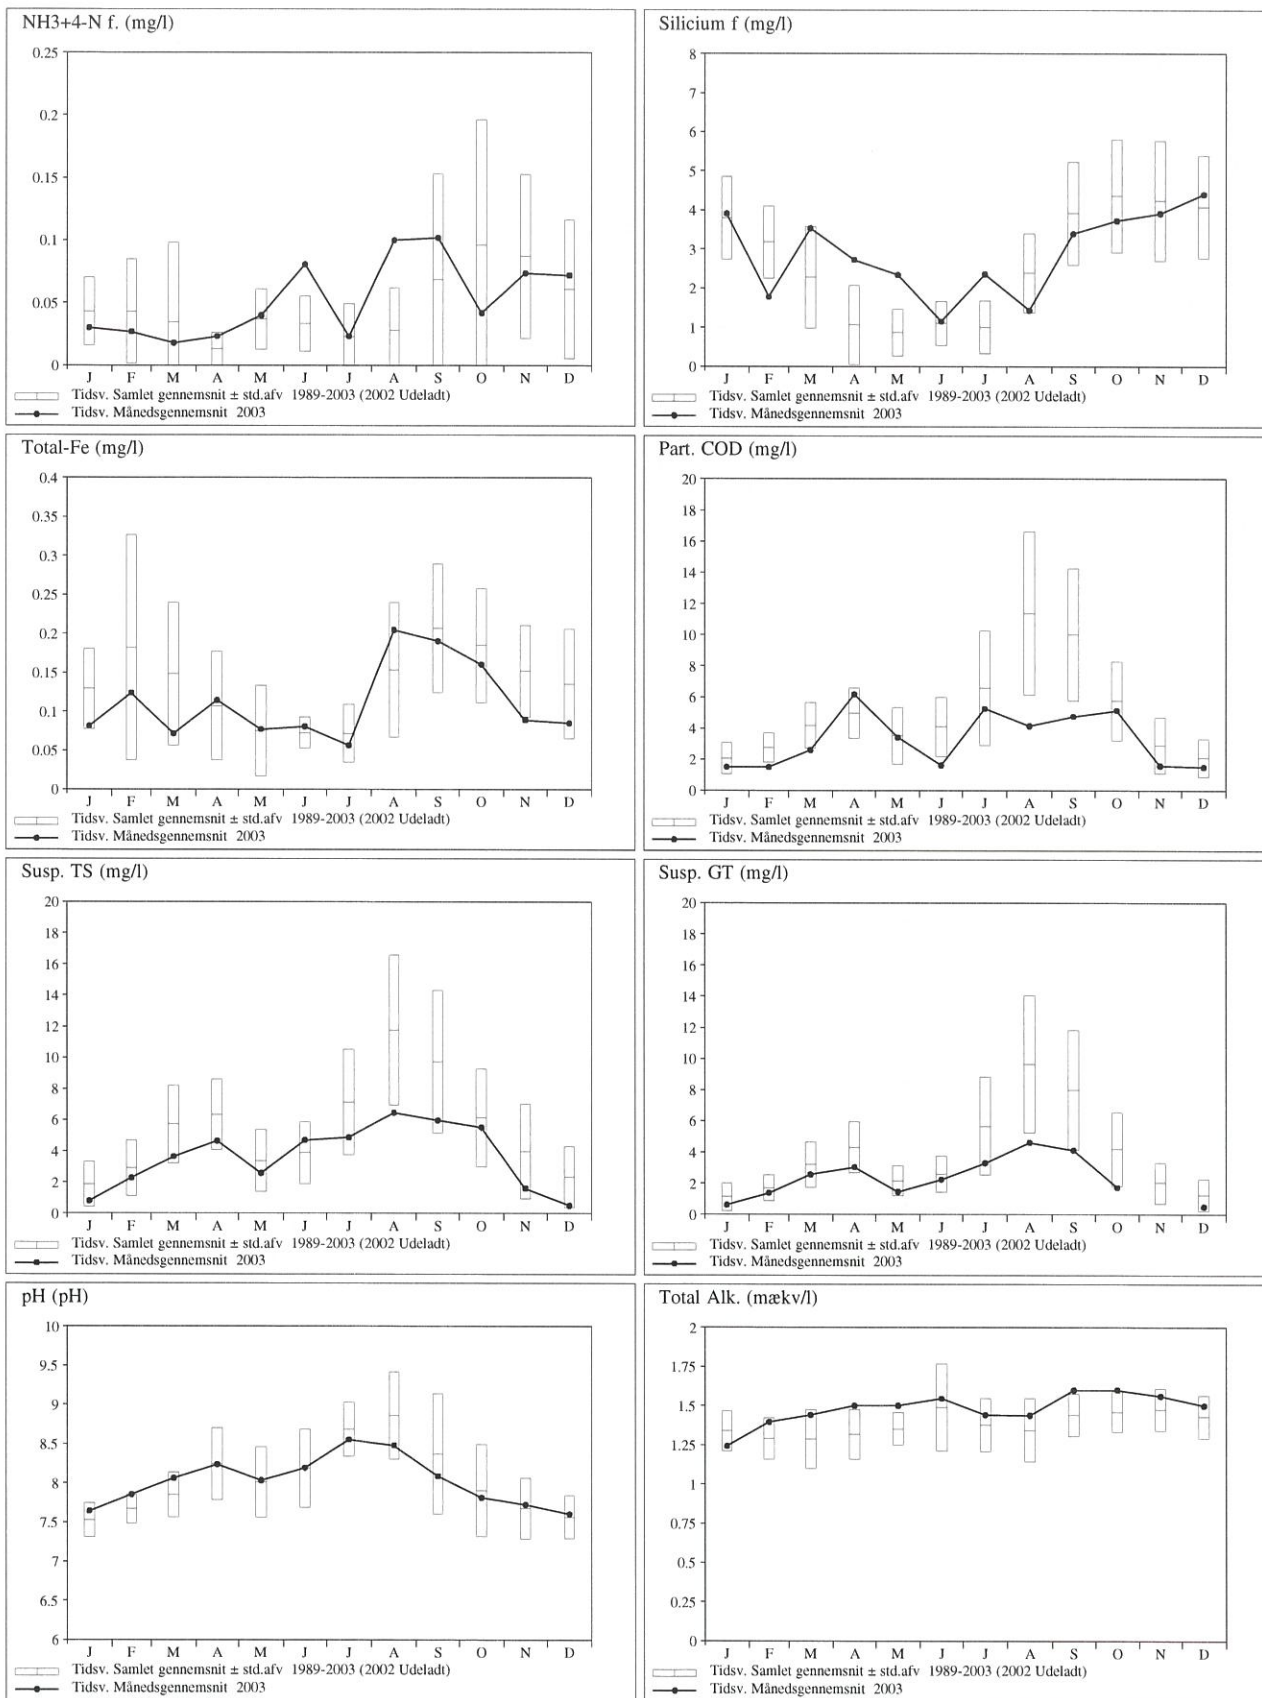 NH3+4-N f. (mg/l)
0.25
0.2
0.15
0.1
0.05
0
J F M A M J J A S O N D
Tidsv. Samlet gennemsnit ± std.afv 1989-2003 (2002 Udeladt)
Tidsv. Månedsgennemsnit 2003
Silicium f (mg/l)
8
7
6
5
4
3
2
1
0
J F M A M J J A S O N D
Tidsv. Samlet gennemsnit ± std.afv 1989-2003 (2002 Udeladt)
Tidsv. Månedsgennemsnit 2003
Total-Fe (mg/l)
0.4
0.35
0.3
0.25
0.2
0.15
0.1
0.05
0
J F M A M J J A S O N D
Tidsv. Samlet gennemsnit ± std.afv 1989-2003 (2002 Udeladt)
Tidsv. Månedsgennemsnit 2003
Part. COD (mg/l)
20
18
16
14
12
10
8
6
4
2
0
J F M A M J J A S O N D
Tidsv. Samlet gennemsnit ± std.afv 1989-2003 (2002 Udeladt)
Tidsv. Månedsgennemsnit 2003
Susp. TS (mg/l)
20
18
16
14
12
10
8
6
4
2
0
J F M A M J J A S O N D
Tidsv. Samlet gennemsnit ± std.afv 1989-2003 (2002 Udeladt)
Tidsv. Månedsgennemsnit 2003
Susp. GT (mg/l)
20
18
16
14
12
10
8
6
4
2
0
J F M A M J J A S O N D
Tidsv. Samlet gennemsnit ± std.afv 1989-2003 (2002 Udeladt)
Tidsv. Månedsgennemsnit 2003
pH (pH)
10
9.5
9
8.5
8
7.5
7
6.5
6
J F M A M J J A S O N D
Tidsv. Samlet gennemsnit ± std.afv 1989-2003 (2002 Udeladt)
Tidsv. Månedsgennemsnit 2003
Total Alk. (mækv/l)
2
1.75
1.5
1.25
1
0.75
0.5
0.25
0
J F M A M J J A S O N D
Tidsv. Samlet gennemsnit ± std.afv 1989-2003 (2002 Udeladt)
Tidsv. Månedsgennemsnit 2003